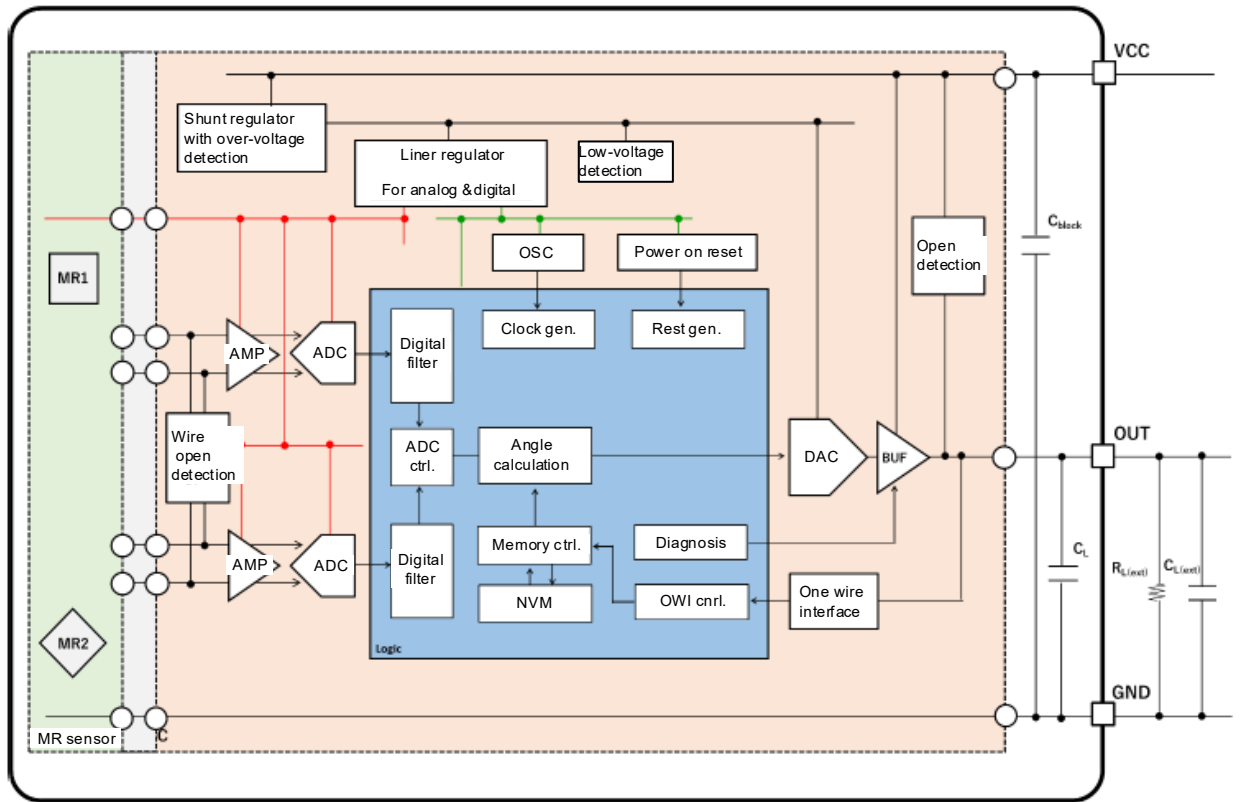 VCC
Shunt regulator
with over-voltage
detection
Liner regulator
For analog & digital
Low-voltage
detection
Cblock
OSC
Power on reset
Open
detection
MR1
Clock gen.
Rest gen.
AMP
ADC
Digital
filter
Wire
open
detection
ADC
ctrl.
Angle
calculation
DAC
BUF
OUT
AMP
ADC
Digital
filter
Memory ctrl.
Diagnosis
CL
RL(ext)
CL(ext)
NVM
OWI cnrl.
One wire
interface
MR2
Logic
GND
MR sensor
C